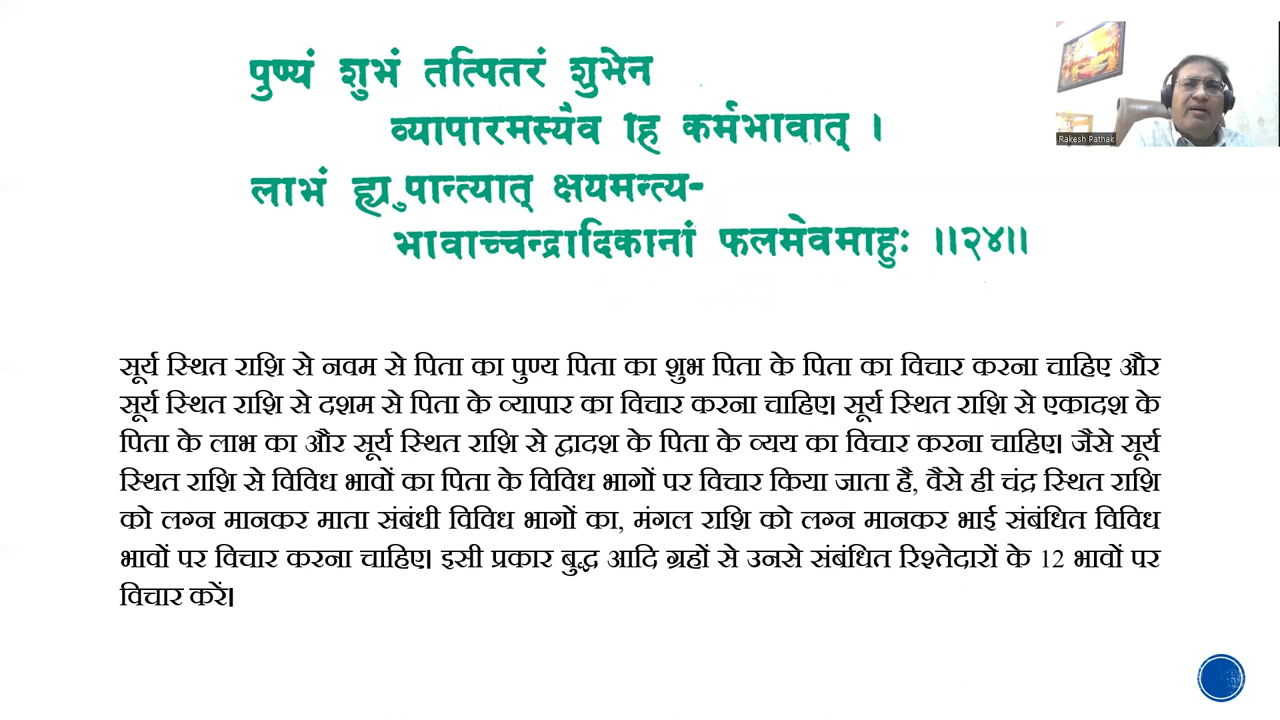 पुण्यं शुभं तत्पितरं शुभेन
व्यापारमस्यैव हि कर्मभावात् ।
लाभं ह्युपान्त्यात् क्षयमन्त्य-
भावाच्चन्द्रादिकानां फलमेवमाहुः ॥२४॥
Rakesh Pathak
सूर्य स्थित राशि से नवम से पिता का पुण्य पिता का शुभ पिता के पिता का विचार करना चाहिए और
सूर्य स्थित राशि से दशम से पिता के व्यापार का विचार करना चाहिए। सूर्य स्थित राशि से एकादश के
पिता के लाभ का और सूर्य स्थित राशि से द्वादश के पिता के व्यय का विचार करना चाहिए। जैसे सूर्य
स्थित राशि से विविध भावों का पिता के विविध भागों पर विचार किया जाता है, वैसे ही चंद्र स्थित राशि
को लग्न मानकर माता संबंधी विविध भागों का, मंगल राशि को लग्न मानकर भाई संबंधित विविध
भावों पर विचार करना चाहिए। इसी प्रकार बुद्ध आदि ग्रहों से उनसे संबंधित रिश्तेदारों के 12 भावों पर
विचार करें।